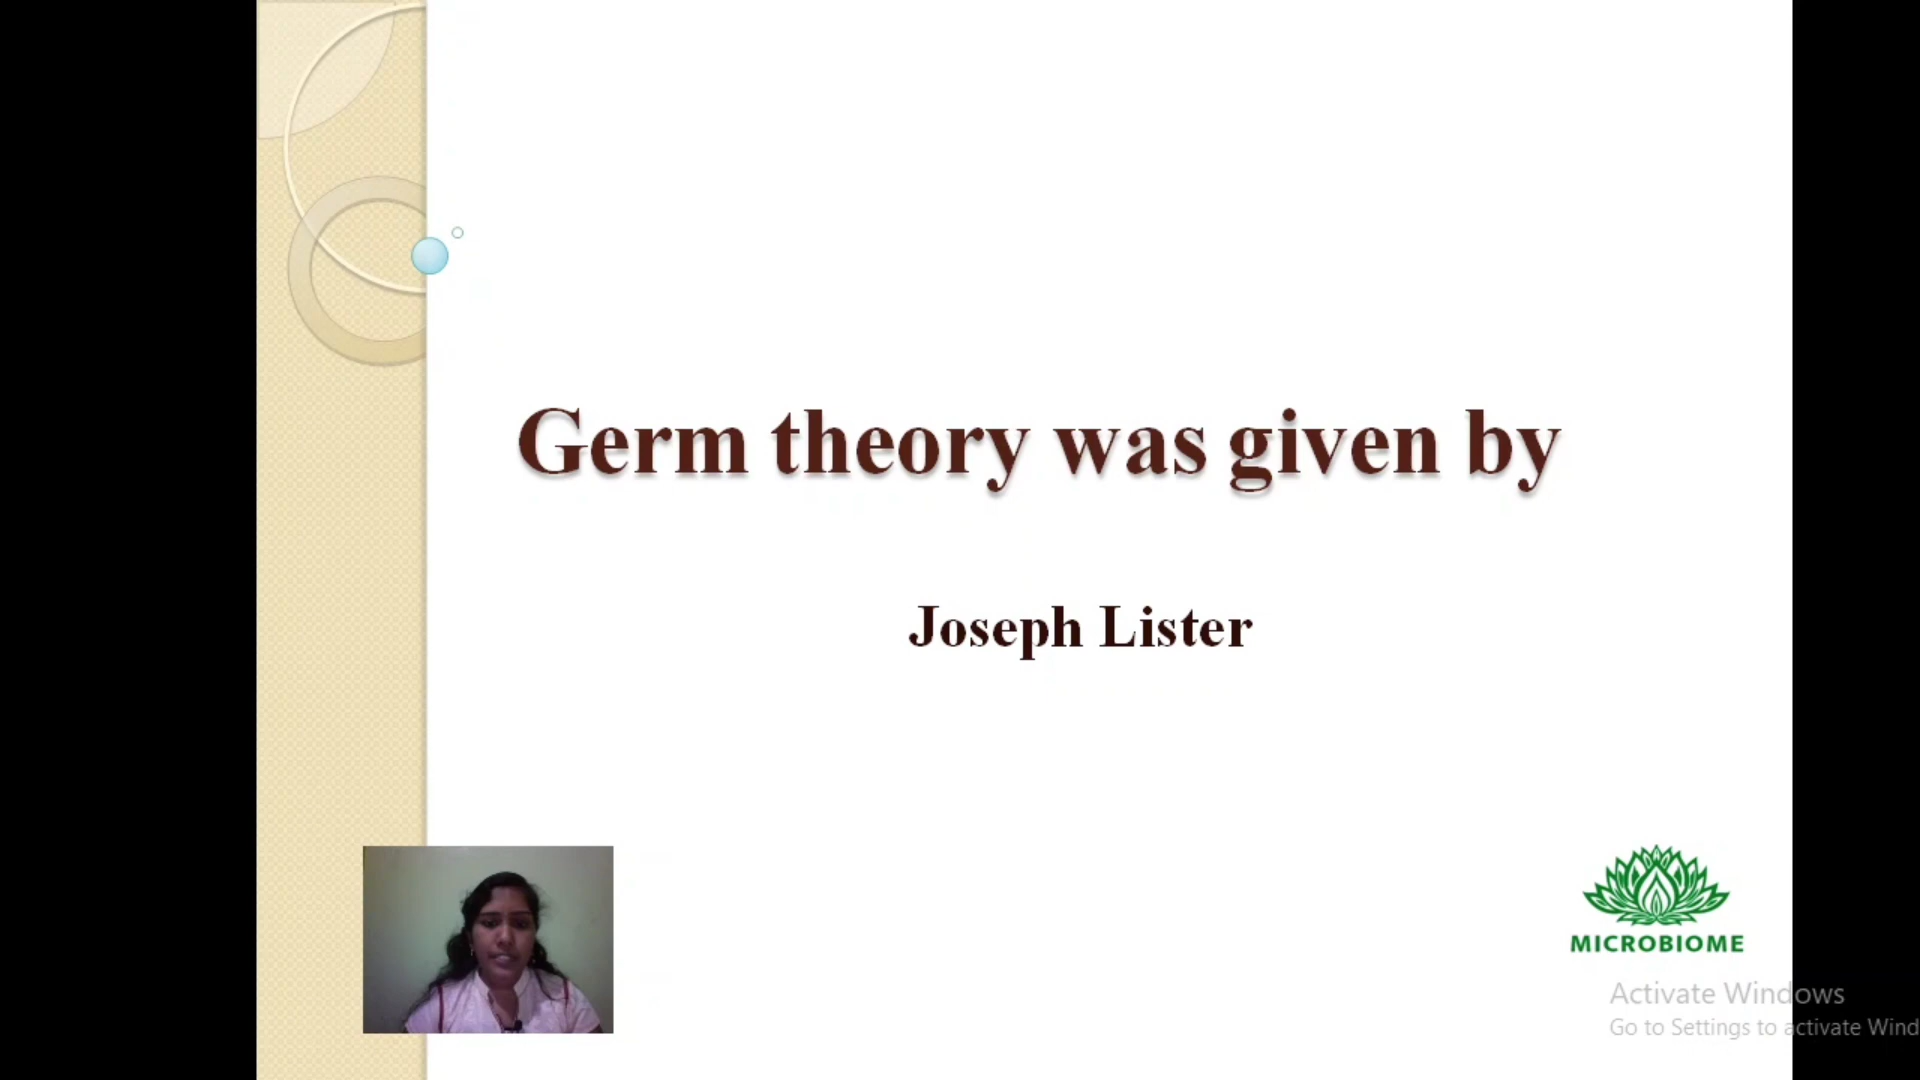 Germ theory was given by
Joseph Lister
MICROBIOME
Activate Windows
Go to Settings to activate Wind